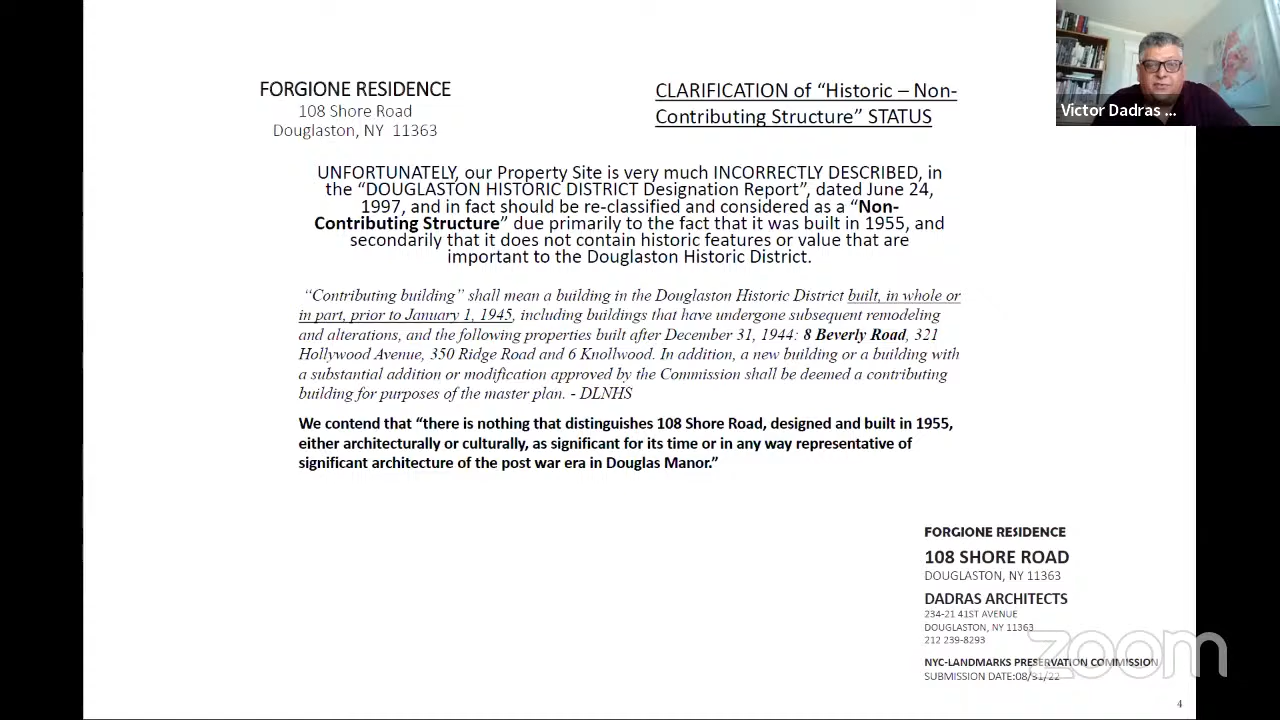 FORGIONE RESIDENCE
108 Shore Road
Douglaston, NY 11363
CLARIFICATION of “Historic – Non-
Contributing Structure” STATUS
Victor Dadras ...
UNFORTUNATELY, our Property Site is very much INCORRECTLY DESCRIBED, in
the “DOUGLASTON HISTORIC DISTRICT Designation Report”, dated June 24,
1997, and in fact should be re-classified and considered as a “Non-
Contributing Structure” due primarily to the fact that it was built in 1955, and
secondarily that it does not contain historic features or value that are
important to the Douglaston Historic District.
“Contributing building” shall mean a building in the Douglaston Historic District built, in whole or
in part, prior to January 1, 1945, including buildings that have undergone subsequent remodeling
and alterations, and the following properties built after December 31, 1944: 8 Beverly Road, 321
Hollywood Avenue, 350 Ridge Road and 6 Knollwood. In addition, a new building or a building with
a substantial addition or modification approved by the Commission shall be deemed a contributing
building for purposes of the master plan. - DLNHS
We contend that “there is nothing that distinguishes 108 Shore Road, designed and built in 1955,
either architecturally or culturally, as significant for its time or in any way representative of
significant architecture of the post war era in Douglas Manor.”
FORGIONE RESIDENCE
108 SHORE ROAD
DOUGLASTON, NY 11363
DADRAS ARCHITECTS
234-21 41ST AVENUE
DOUGLASTON, NY 11363
212 239-8293
NYC-LANDMARKS PRESERVATION COMMISSION
SUBMISSION DATE:08/31/22
zoom
4